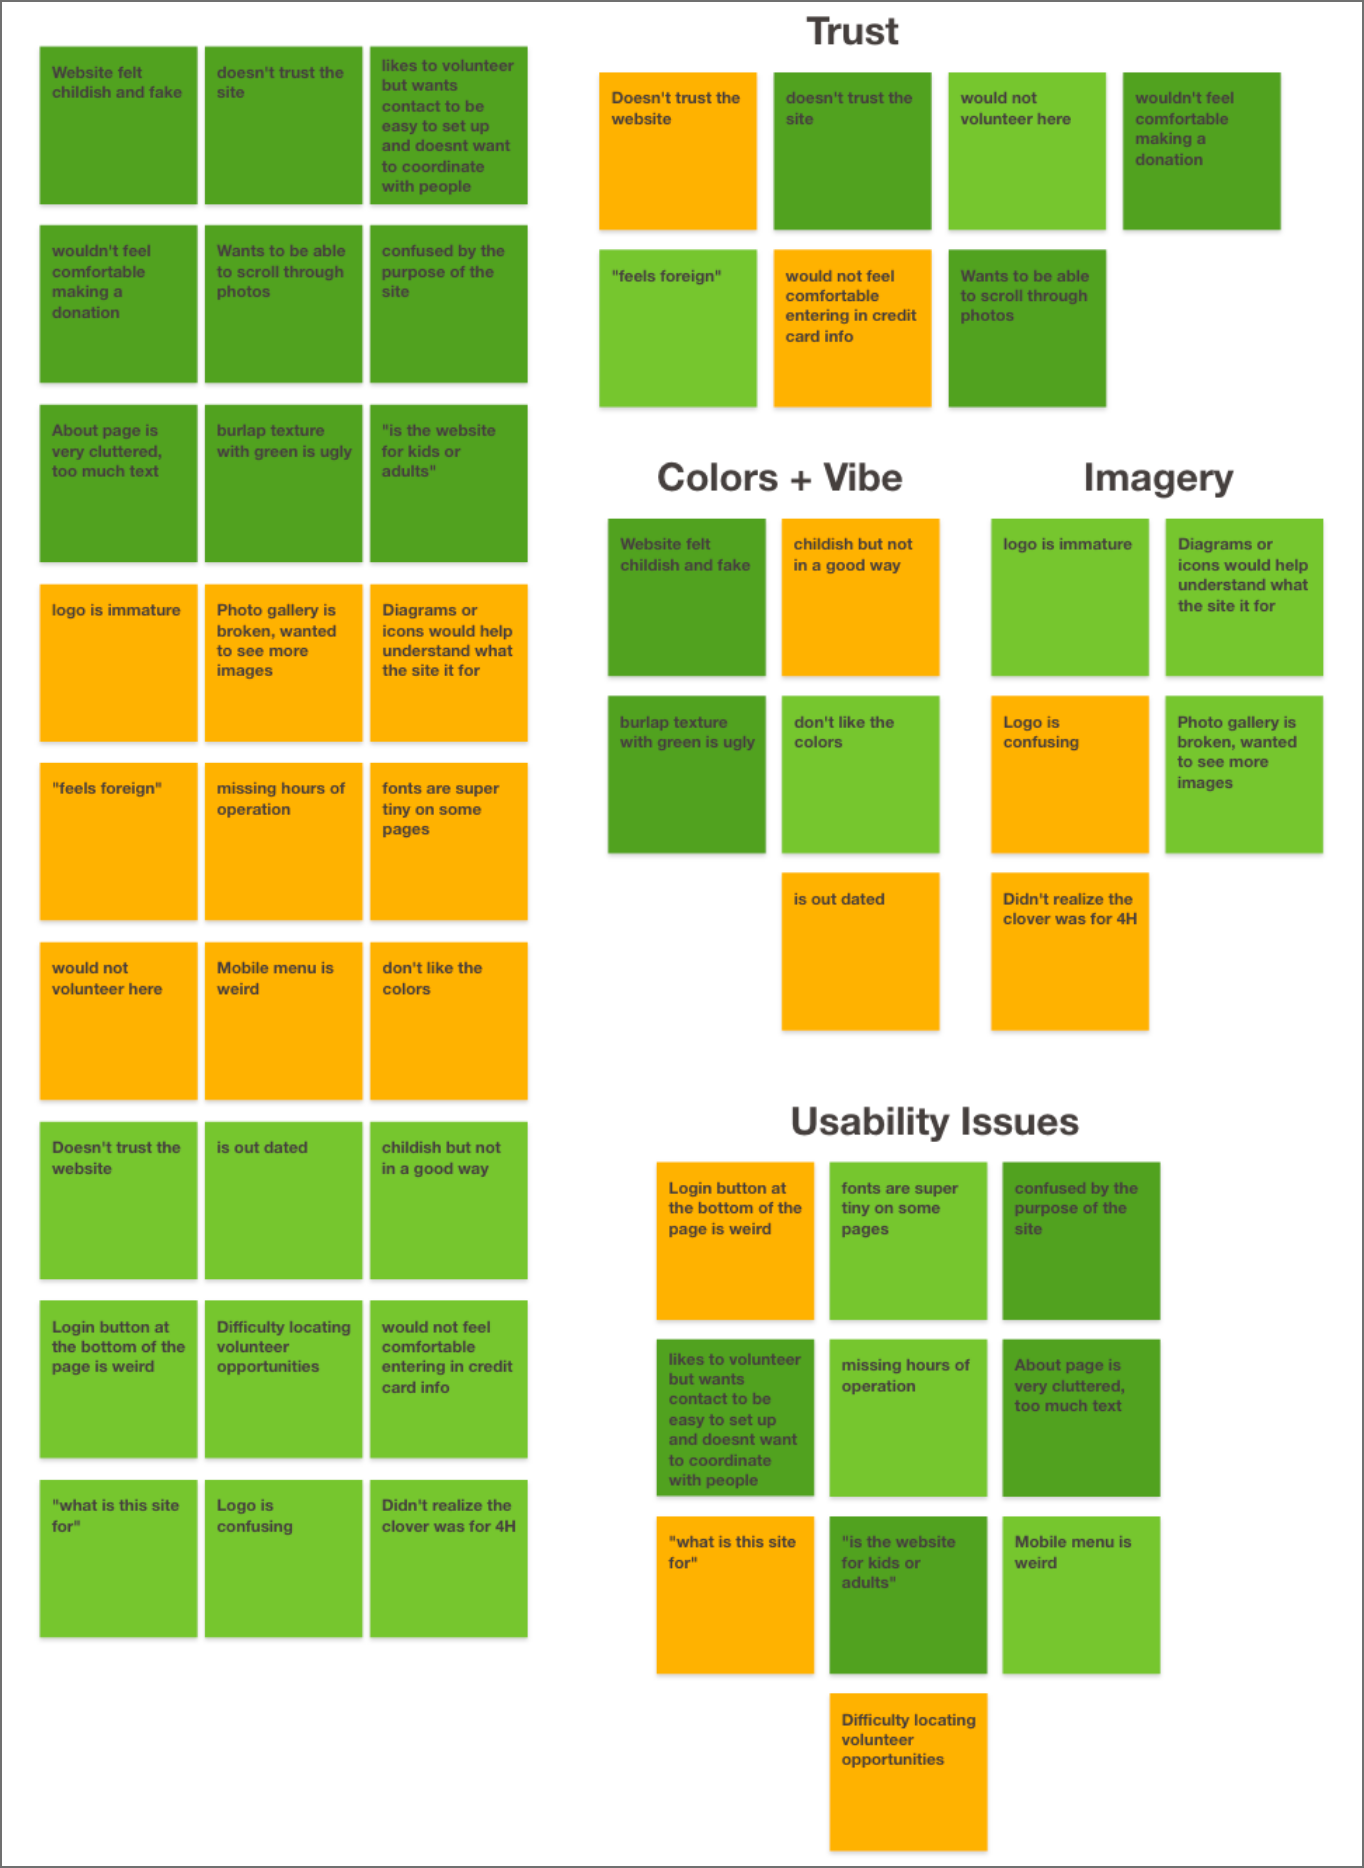 Website felt
childish and fake
doesn't trust the
site
likes to volunteer
but wants
contact to be
easy to set up
and doesnt want
to coordinate
with people
wouldn't feel
comfortable
making a
donation
Wants to be able
to scroll through
photos
confused by the
purpose of the
site
About page is
very cluttered,
too much text
burlap texture
with green is ugly
"is the website
for kids or
adults"
logo is immature
Photo gallery is
broken, wanted
to see more
images
Diagrams or
icons would help
understand what
the site it for
"feels foreign"
missing hours of
operation
fonts are super
tiny on some
pages
would not
volunteer here
Mobile menu is
weird
don't like the
colors
Doesn't trust the
website
is out dated
childish but not
in a good way
Login button at
the bottom of the
page is weird
Difficulty locating
volunteer
opportunities
would not feel
comfortable
entering in credit
card info
"what is this site
for"
Logo is
confusing
Didn't realize the
clover was for 4H
Trust
Doesn't trust the
website
doesn't trust the
site
would not
volunteer here
wouldn't feel
comfortable
making a
donation
"feels foreign"
would not feel
comfortable
entering in credit
card info
Wants to be able
to scroll through
photos
Colors + Vibe
Website felt
childish and fake
childish but not
in a good way
burlap texture
with green is ugly
don't like the
colors
is out dated
Imagery
logo is immature
Diagrams or
icons would help
understand what
the site it for
Logo is
confusing
Photo gallery is
broken, wanted
to see more
images
Didn't realize the
clover was for 4H
Usability Issues
Login button at
the bottom of the
page is weird
fonts are super
tiny on some
pages
confused by the
purpose of the
site
likes to volunteer
but wants
contact to be
easy to set up
and doesnt want
to coordinate
with people
missing hours of
operation
About page is
very cluttered,
too much text
"what is this site
for"
"is the website
for kids or
adults"
Mobile menu is
weird
Difficulty locating
volunteer
opportunities